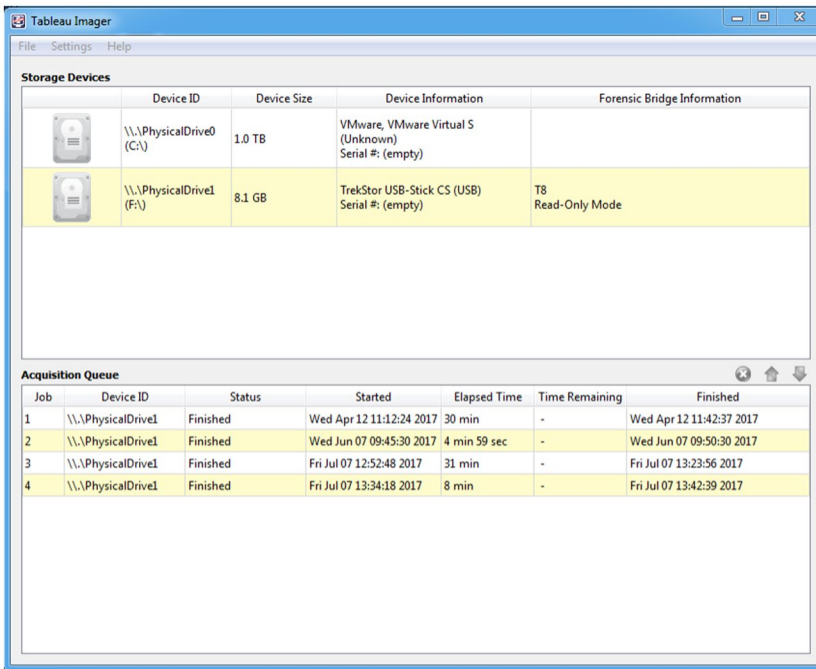 Tableau Imager
File Settings Help
Storage Devices
Device ID Device Size Device Information Forensic Bridge Information
\\.\PhysicalDrive0 (C:\) 1.0 TB VMware, VMware Virtual S (Unknown) Serial #: (empty)
\\.\PhysicalDrive1 (F:\) 8.1 GB TrekStor USB-Stick CS (USB) Serial #: (empty) T8 Read-Only Mode
Acquisition Queue
Job Device ID Status Started Elapsed Time Time Remaining Finished
1 \\.\PhysicalDrive1 Finished Wed Apr 12 11:12:24 2017 30 min - Wed Apr 12 11:42:37 2017
2 \\.\PhysicalDrive1 Finished Wed Jun 07 09:45:30 2017 4 min 59 sec - Wed Jun 07 09:50:30 2017
3 \\.\PhysicalDrive1 Finished Fri Jul 07 12:52:48 2017 31 min - Fri Jul 07 13:23:56 2017
4 \\.\PhysicalDrive1 Finished Fri Jul 07 13:34:18 2017 8 min - Fri Jul 07 13:42:39 2017